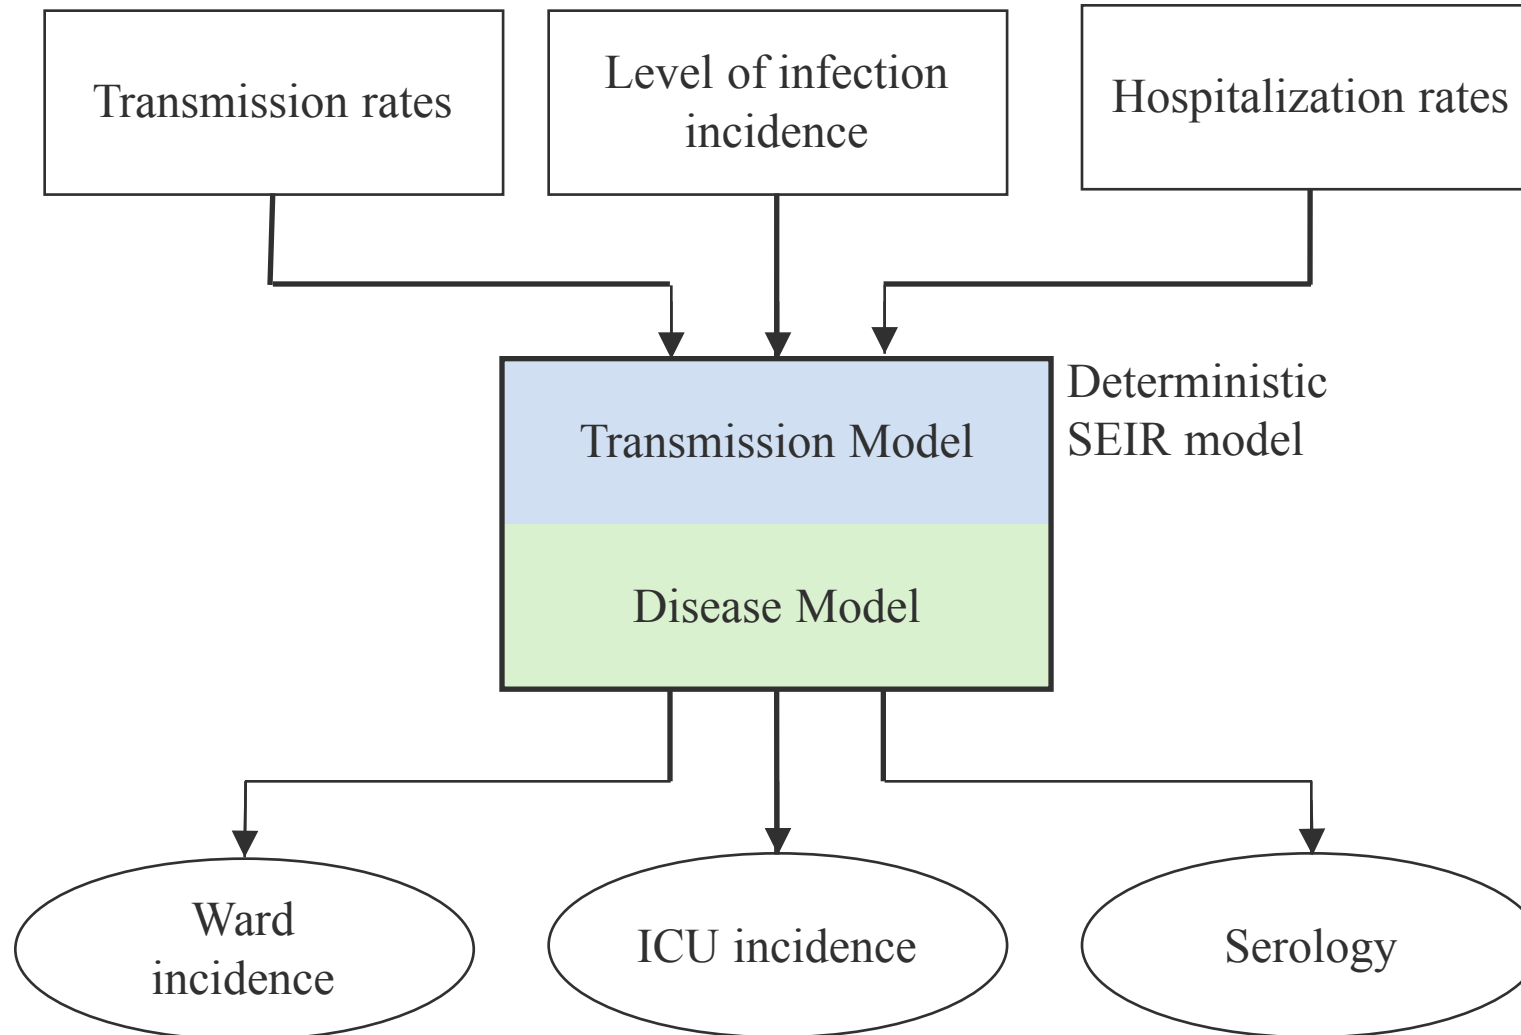 Transmission rates
Level of infection
incidence
Hospitalization rates
Deterministic
SEIR model
Transmission Model
Disease Model
Ward
incidence
ICU incidence
Serology